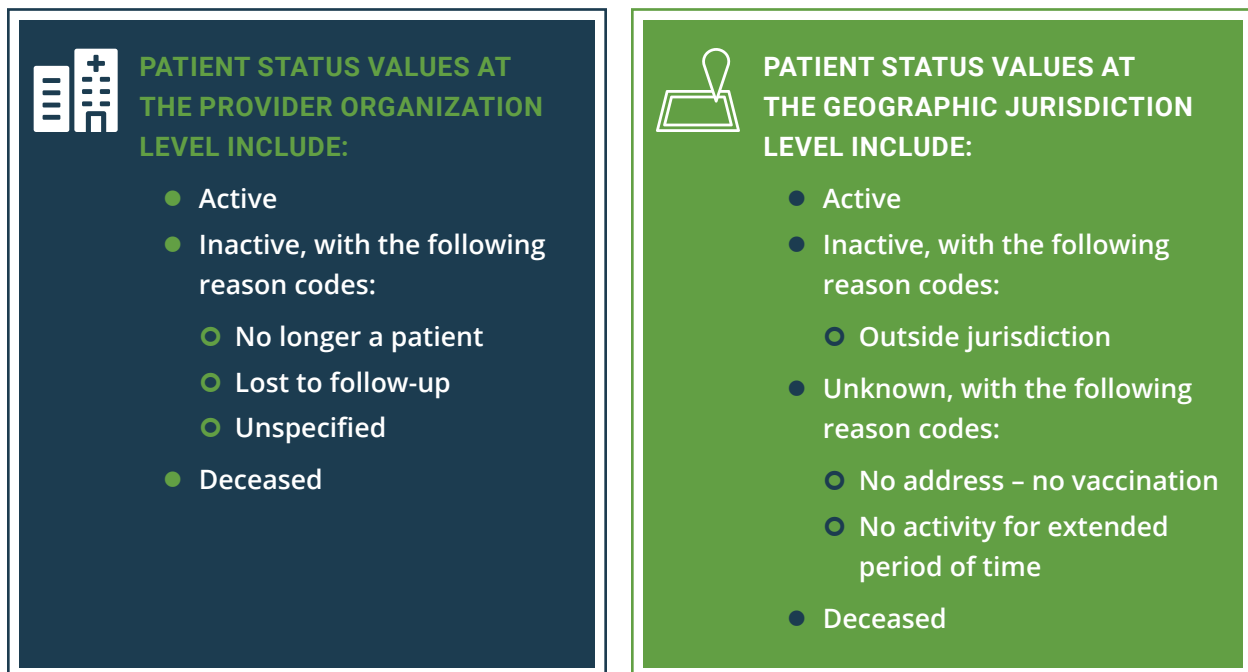 PATIENT STATUS VALUES AT
THE PROVIDER ORGANIZATION
LEVEL INCLUDE:
Active
Inactive, with the following
reason codes:
No longer a patient
Lost to follow-up
Unspecified
Deceased
PATIENT STATUS VALUES AT
THE GEOGRAPHIC JURISDICTION
LEVEL INCLUDE:
Active
Inactive, with the following
reason codes:
Outside jurisdiction
Unknown, with the following
reason codes:
No address – no vaccination
No activity for extended
period of time
Deceased